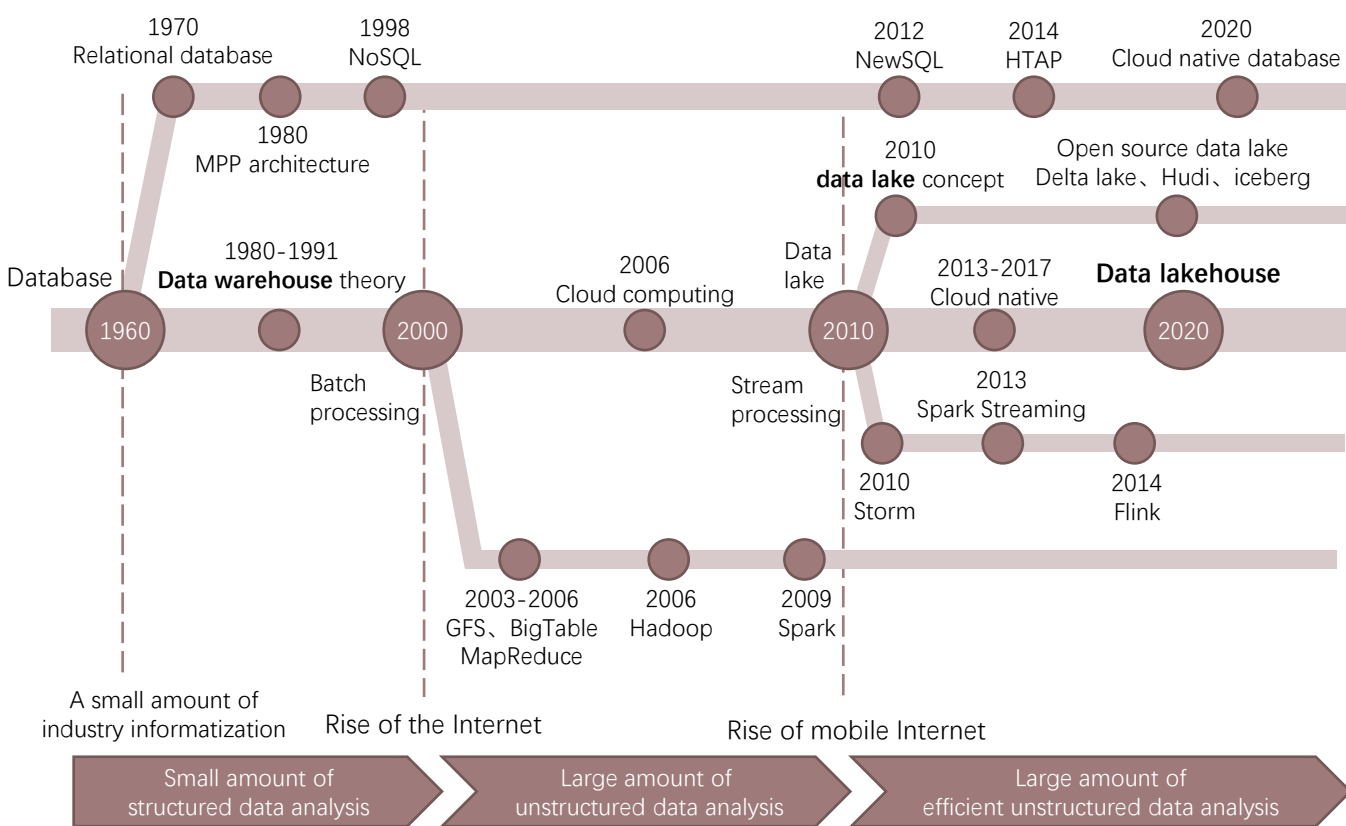 1970
Relational database
1998
NoSQL
2012
NewSQL
2014
HTAP
2020
Cloud native database
1980
MPP architecture
2010
data lake concept
Open source data lake
Delta lake、Hudi、iceberg
Database
1980-1991
Data warehouse theory
2006
Cloud computing
Data
lake
2013-2017
Cloud native
Data lakehouse
1960
2000
2010
2020
Batch
processing
Stream
processing
2013
Spark Streaming
2010
Storm
2014
Flink
2003-2006
GFS、BigTable
MapReduce
2006
Hadoop
2009
Spark
A small amount of
industry informatization
Rise of the Internet
Rise of mobile Internet
Small amount of
structured data analysis
Large amount of
unstructured data analysis
Large amount of
efficient unstructured data analysis